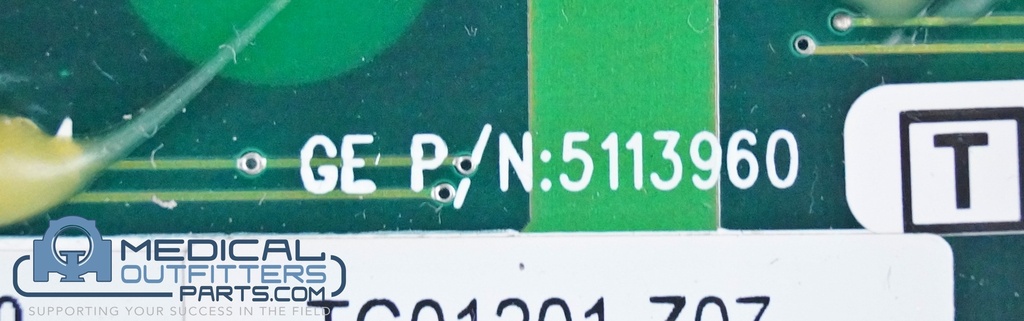 GE P/N:5113960
T
MEDICAL
OUTFITTERS
PARTS.COM
SUPPORTING YOUR SUCCESS IN THE FIELD